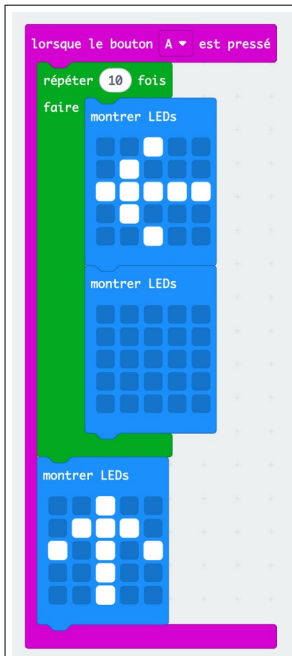 lorsque le bouton A est pressé
répéter 10 fois
faire
montrer LEDs
montrer LEDs
montrer LEDs